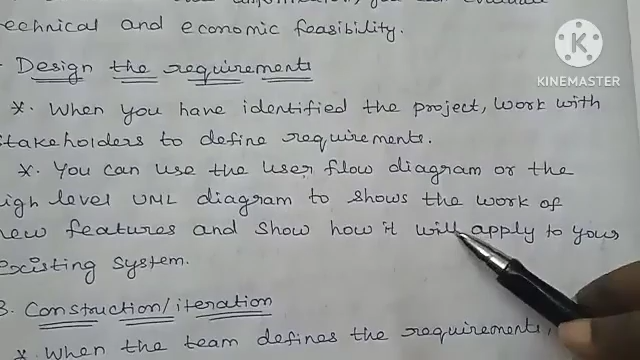 technical and economic feasibility.
Design the requirements
*. When you have identified the project, work with
stakeholders to define requirements.
*. You can use the user flow diagram or the
high level UML diagram to shows the work of
new features and show how it will apply to your
existing system.
3. Construction/iteration
* When the team defines the requirements,
K
KINEMASTER